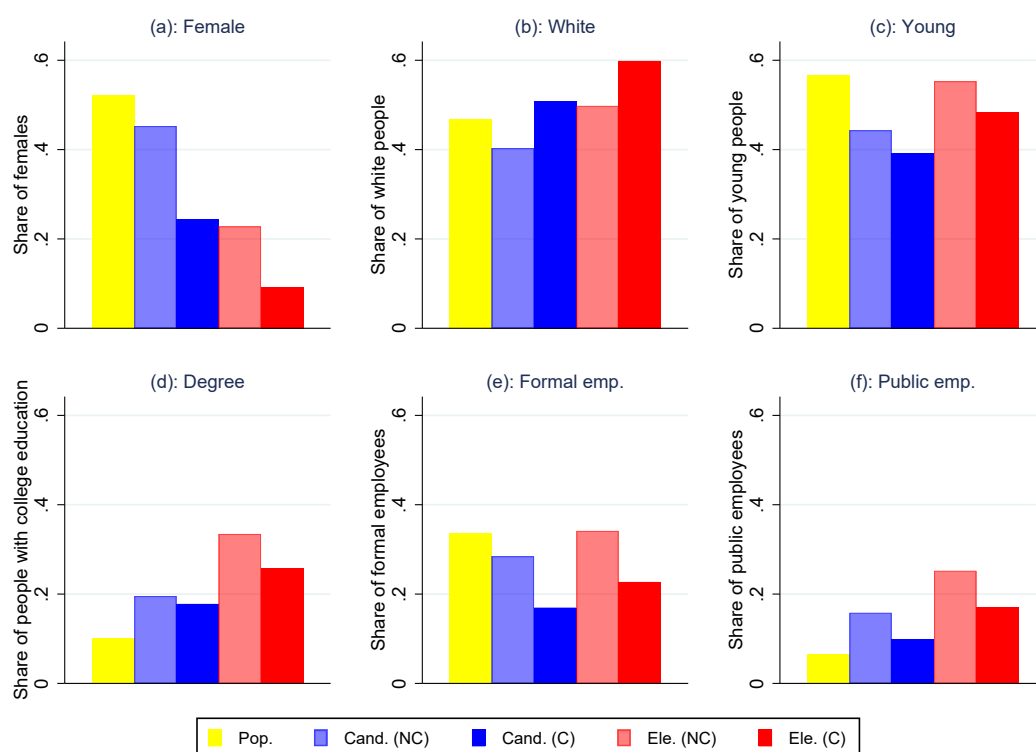 (a): Female
(b): White
(c): Young
Share of females
0 .2 .4 .6
Share of white people
0 .2 .4 .6
Share of young people
0 .2 .4 .6
(d): Degree
(e): Formal emp.
(f): Public emp.
Share of people with college education
0 .2 .4 .6
Share of formal employees
0 .2 .4 .6
Share of public employees
0 .2 .4 .6
Pop. Cand. (NC) Cand. (C) Ele. (NC) Ele. (C)